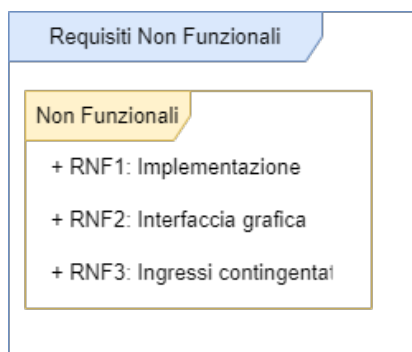 Requisiti Non Funzionali
Non Funzionali
+ RNF1: Implementazione
+ RNF2: Interfaccia grafica
+ RNF3: Ingressi contingentat